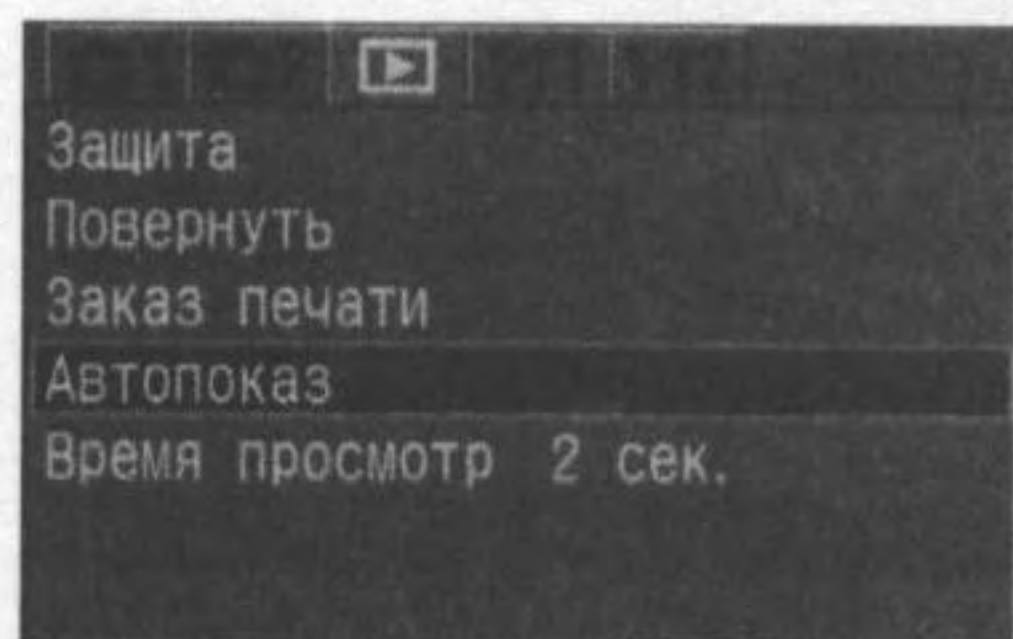 Защита
Повернуть
Заказ печати
Автопоказ
Время просмотр 2 сек.